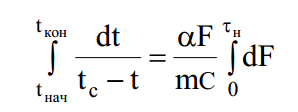 ∫_{t_нач}^{t_кон} dt / (t_c − t) = αF / mC ∫_0^{τ_н} dF